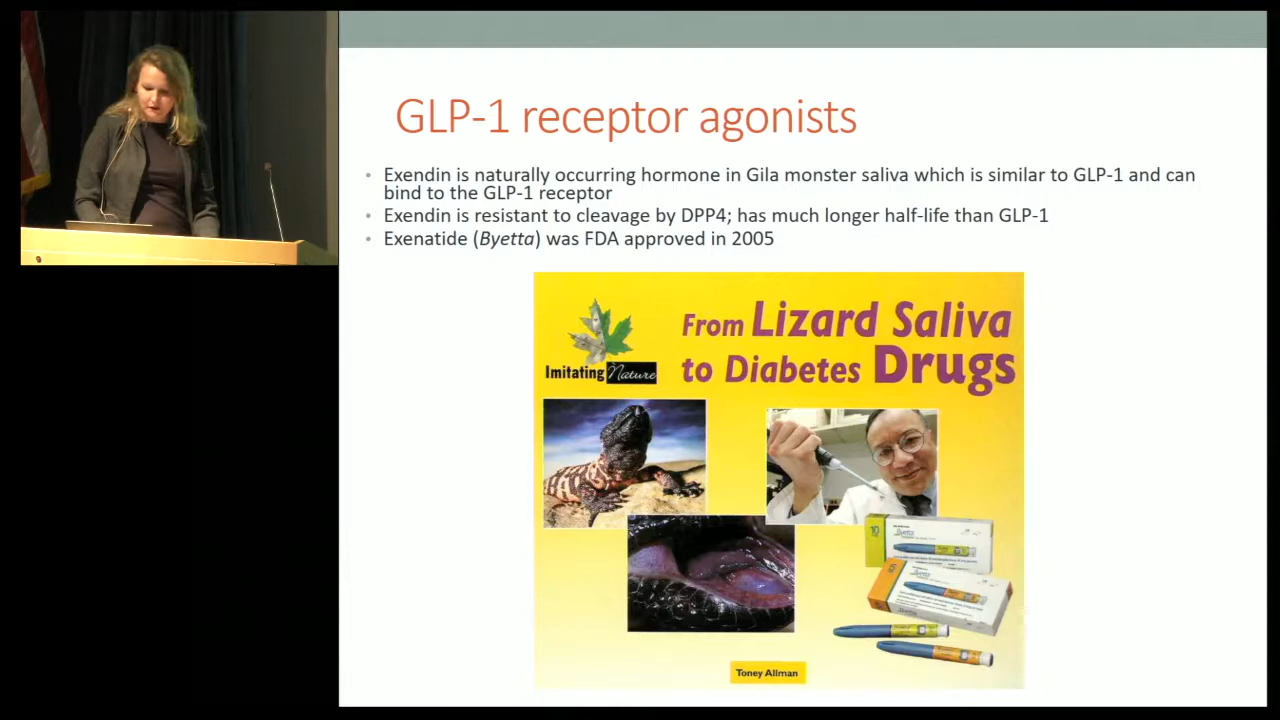 GLP-1 receptor agonists
• Exendin is naturally occurring hormone in Gila monster saliva which is similar to GLP-1 and can
bind to the GLP-1 receptor
• Exendin is resistant to cleavage by DPP4; has much longer half-life than GLP-1
• Exenatide (Byetta) was FDA approved in 2005
From Lizard Saliva
to Diabetes Drugs
Imitating Nature
Byetta
Byetta
Toney Allman